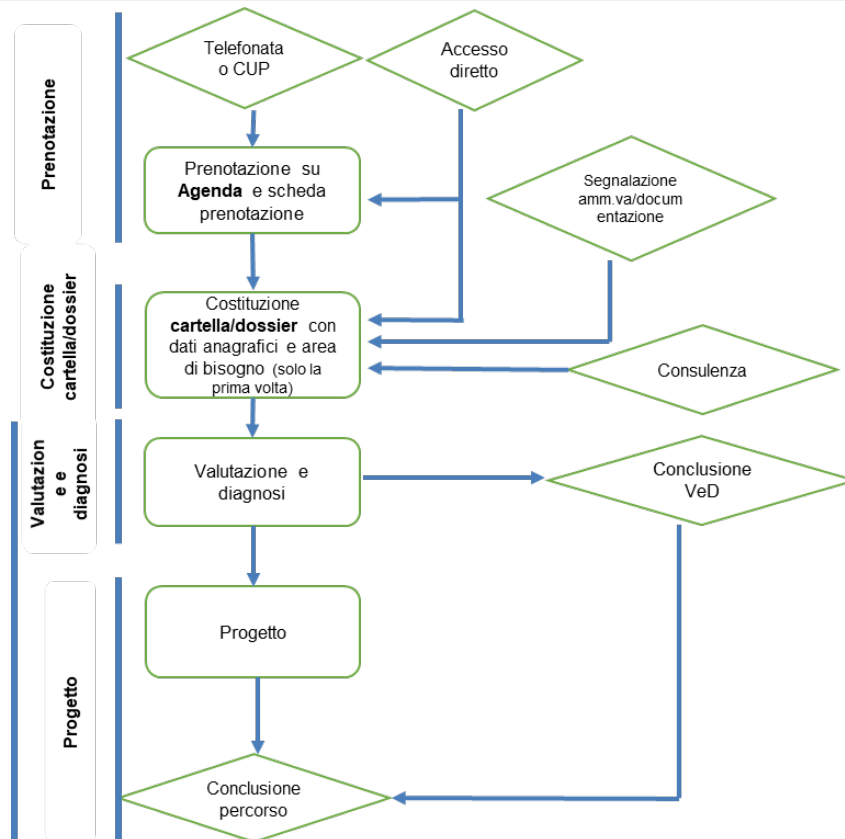 Prenotazione
Telefonata
o CUP
Accesso
diretto
Prenotazione su
Agenda e scheda
prenotazione
Segnalazione
amm.va/docum
entazione
Costituzione
cartella/dossier
Costituzione
cartella/dossier con
dati anagrafici e area
di bisogno (solo la
prima volta)
Consulenza
Valutazion
e e
diagnosi
Valutazione e
diagnosi
Conclusione
VeD
Progetto
Progetto
Conclusione
percorso